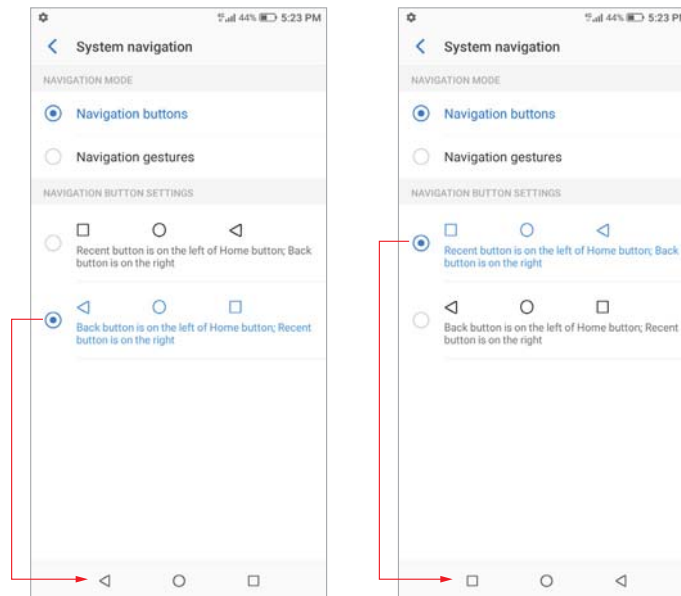 44% 5:23 PM
System navigation
NAVIGATION MODE
Navigation buttons
Navigation gestures
NAVIGATION BUTTON SETTINGS
Recent button is on the left of Home button; Back
button is on the right
Back button is on the left of Home button; Recent
button is on the right
44% 5:23 PM
System navigation
NAVIGATION MODE
Navigation buttons
Navigation gestures
NAVIGATION BUTTON SETTINGS
Recent button is on the left of Home button; Back
button is on the right
Back button is on the left of Home button; Recent
button is on the right